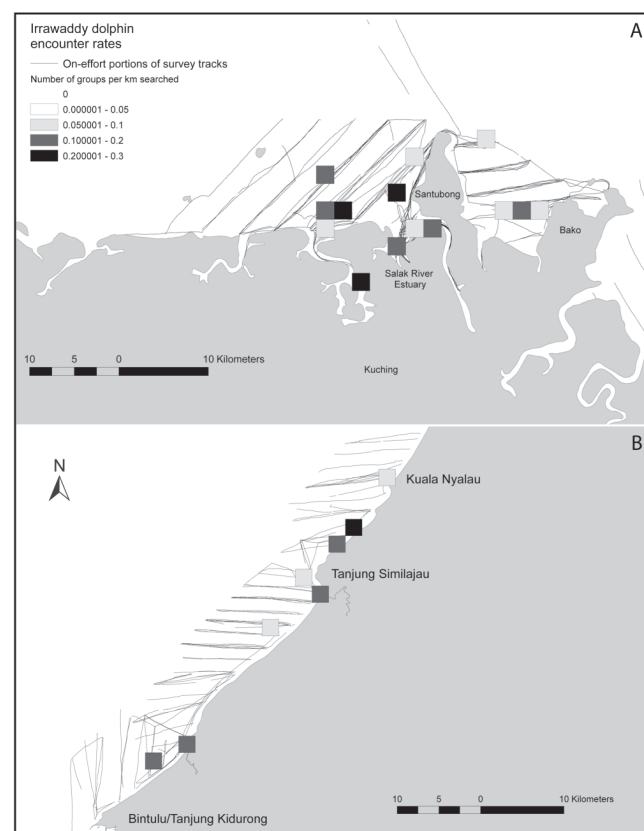 A
Irrawaddy dolphin
encounter rates
On-effort portions of survey tracks
Number of groups per km searched
0
0.000001 - 0.05
0.050001 - 0.1
0.100001 - 0.2
0.200001 - 0.3
Santubong
Bako
Salak River
Estuary
10 5 0 10 Kilometers
Kuching
B
N
Kuala Nyalau
Tanjung Similajau
10 5 0 10 Kilometers
Bintulu/Tanjung Kidurong